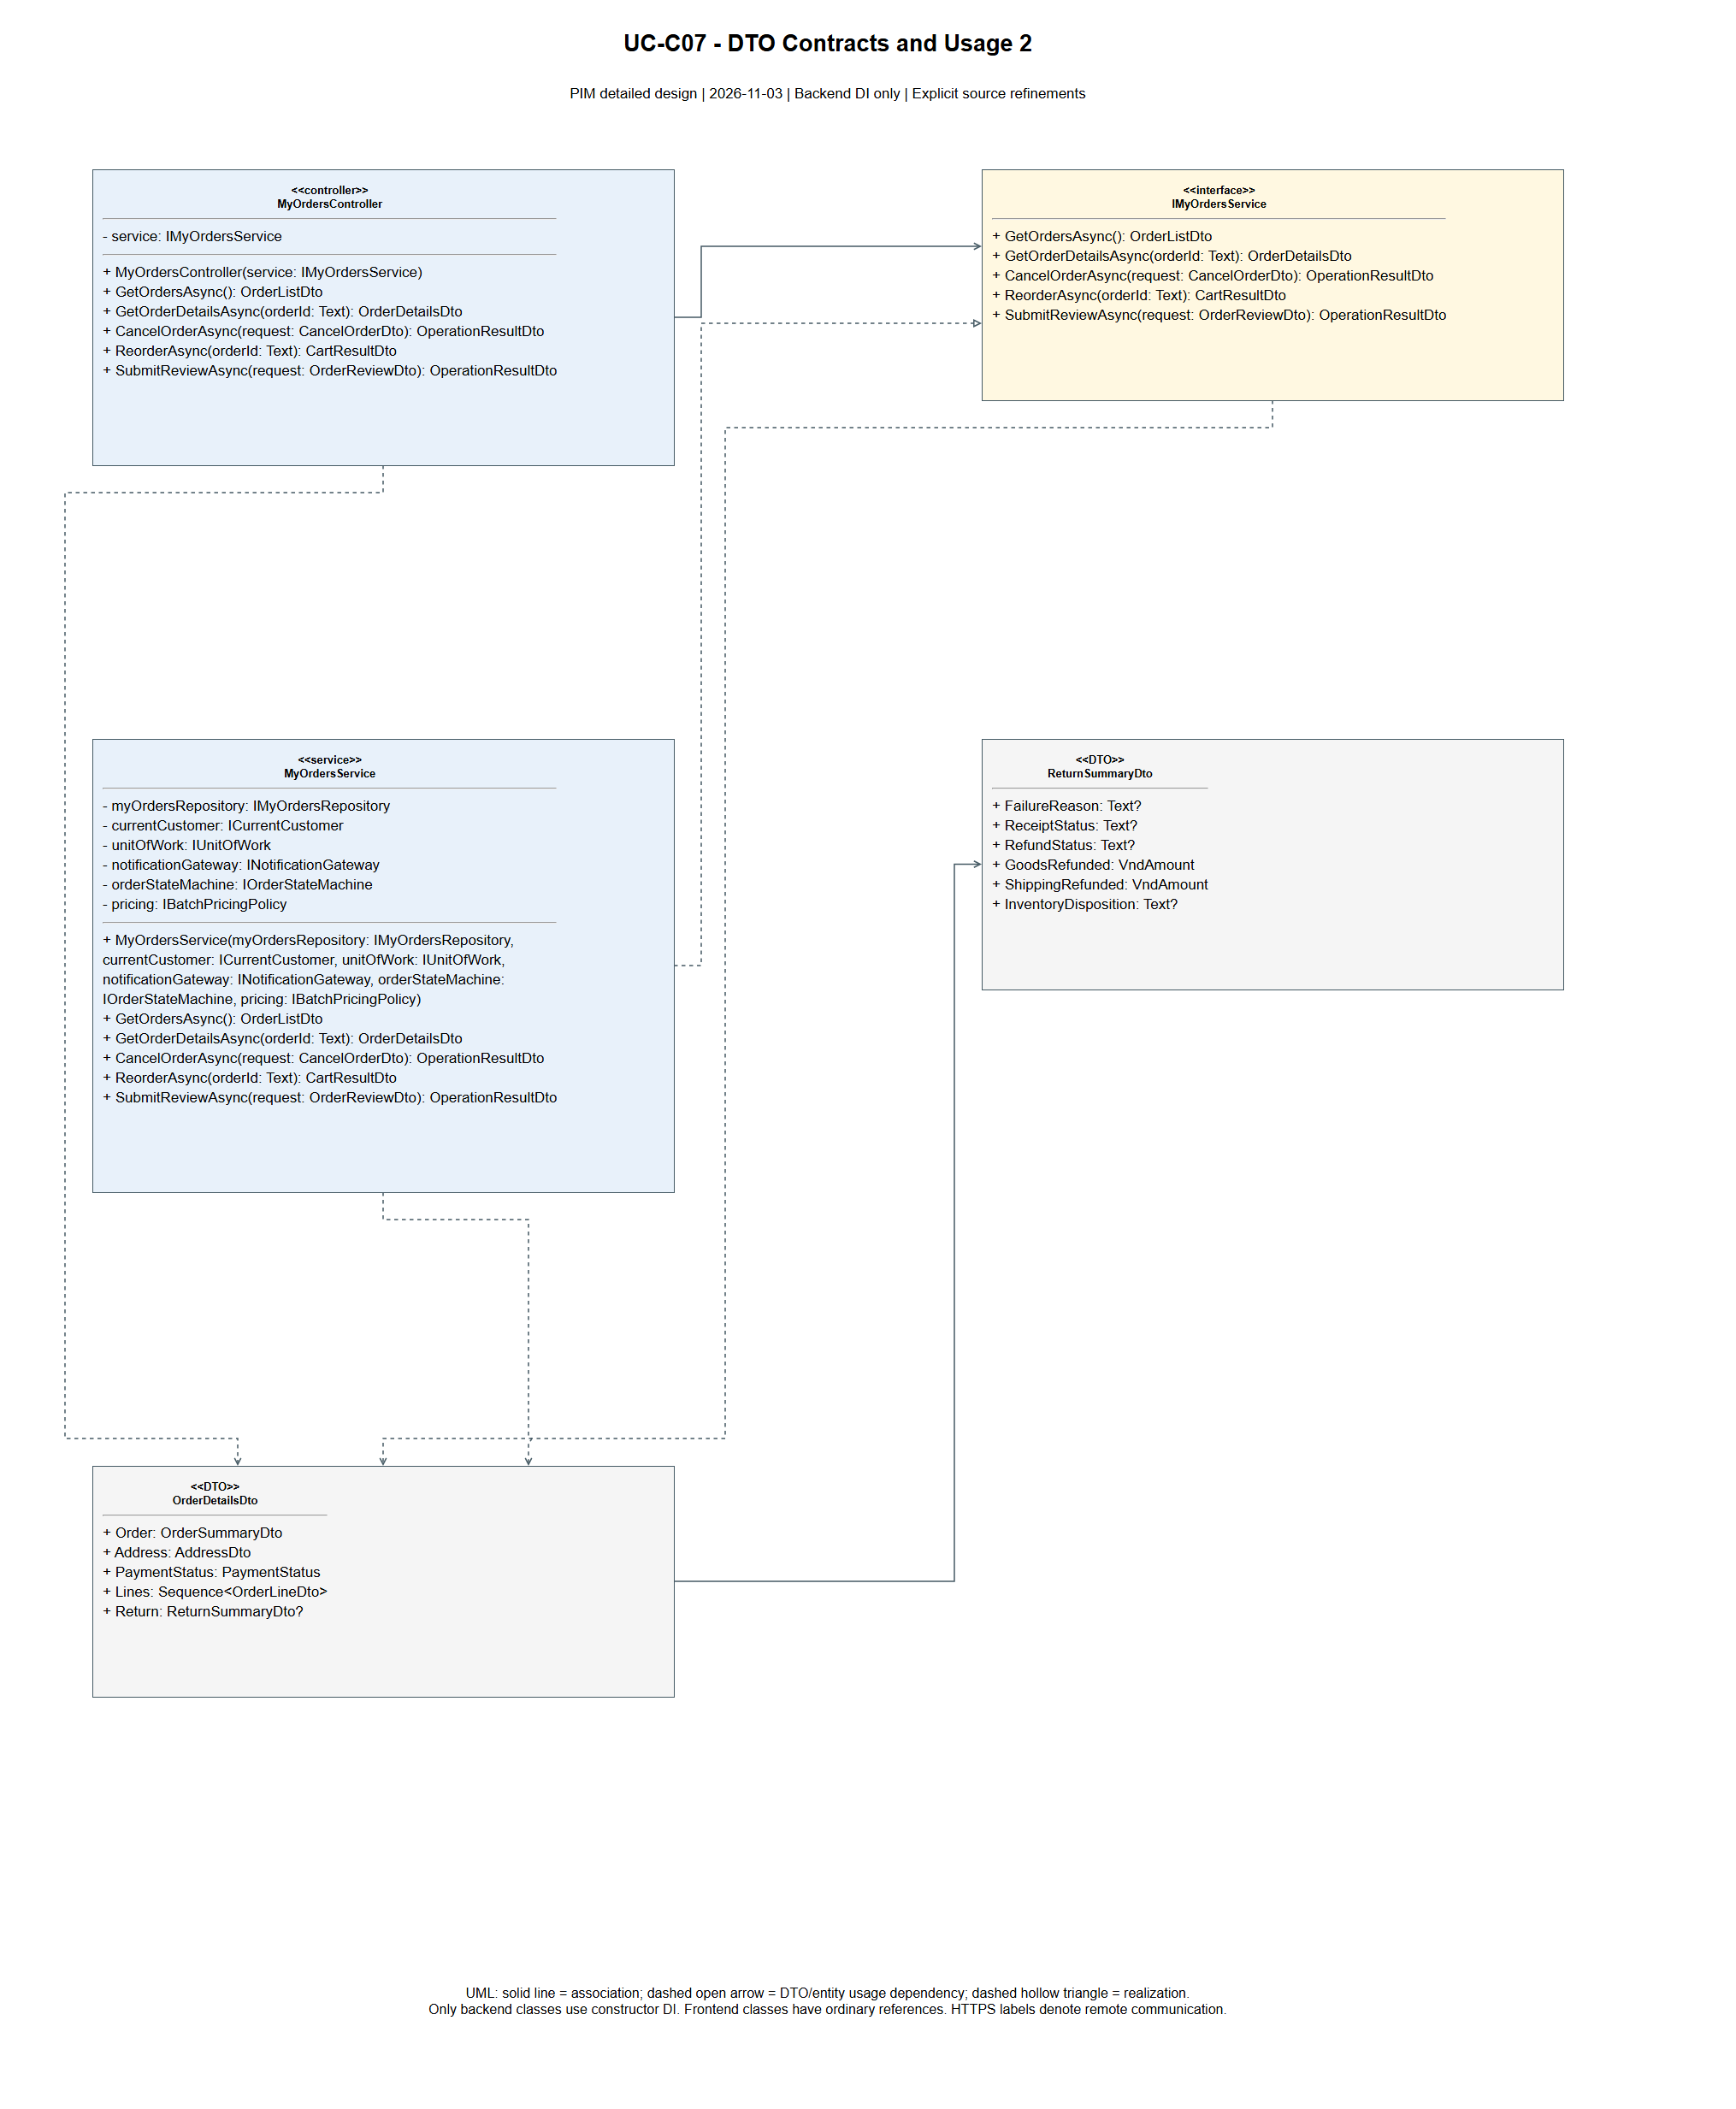 UC-C07 - DTO Contracts and Usage 2
PIM detailed design | 2026-11-03 | Backend DI only | Explicit source refinements
<<controller>>
MyOrdersController
- service: IMyOrdersService
+ MyOrdersController(service: IMyOrdersService)
+ GetOrdersAsync(): OrderListDto
+ GetOrderDetailsAsync(orderId: Text): OrderDetailsDto
+ CancelOrderAsync(request: CancelOrderDto): OperationResultDto
+ ReorderAsync(orderId: Text): CartResultDto
+ SubmitReviewAsync(request: OrderReviewDto): OperationResultDto
<<interface>>
IMyOrdersService
+ GetOrdersAsync(): OrderListDto
+ GetOrderDetailsAsync(orderId: Text): OrderDetailsDto
+ CancelOrderAsync(request: CancelOrderDto): OperationResultDto
+ ReorderAsync(orderId: Text): CartResultDto
+ SubmitReviewAsync(request: OrderReviewDto): OperationResultDto
<<service>>
MyOrdersService
- myOrdersRepository: IMyOrdersRepository
- currentCustomer: ICurrentCustomer
- unitOfWork: IUnitOfWork
- notificationGateway: INotificationGateway
- orderStateMachine: IOrderStateMachine
- pricing: IBatchPricingPolicy
+ MyOrdersService(myOrdersRepository: IMyOrdersRepository,
currentCustomer: ICurrentCustomer, unitOfWork: IUnitOfWork,
notificationGateway: INotificationGateway, orderStateMachine:
IOrderStateMachine, pricing: IBatchPricingPolicy)
+ GetOrdersAsync(): OrderListDto
+ GetOrderDetailsAsync(orderId: Text): OrderDetailsDto
+ CancelOrderAsync(request: CancelOrderDto): OperationResultDto
+ ReorderAsync(orderId: Text): CartResultDto
+ SubmitReviewAsync(request: OrderReviewDto): OperationResultDto
<<DTO>>
ReturnSummaryDto
+ FailureReason: Text?
+ ReceiptStatus: Text?
+ RefundStatus: Text?
+ GoodsRefunded: VndAmount
+ ShippingRefunded: VndAmount
+ InventoryDisposition: Text?
<<DTO>>
OrderDetailsDto
+ Order: OrderSummaryDto
+ Address: AddressDto
+ PaymentStatus: PaymentStatus
+ Lines: Sequence<OrderLineDto>
+ Return: ReturnSummaryDto?
UML: solid line = association; dashed open arrow = DTO/entity usage dependency; dashed hollow triangle = realization.
Only backend classes use constructor DI. Frontend classes have ordinary references. HTTPS labels denote remote communication.